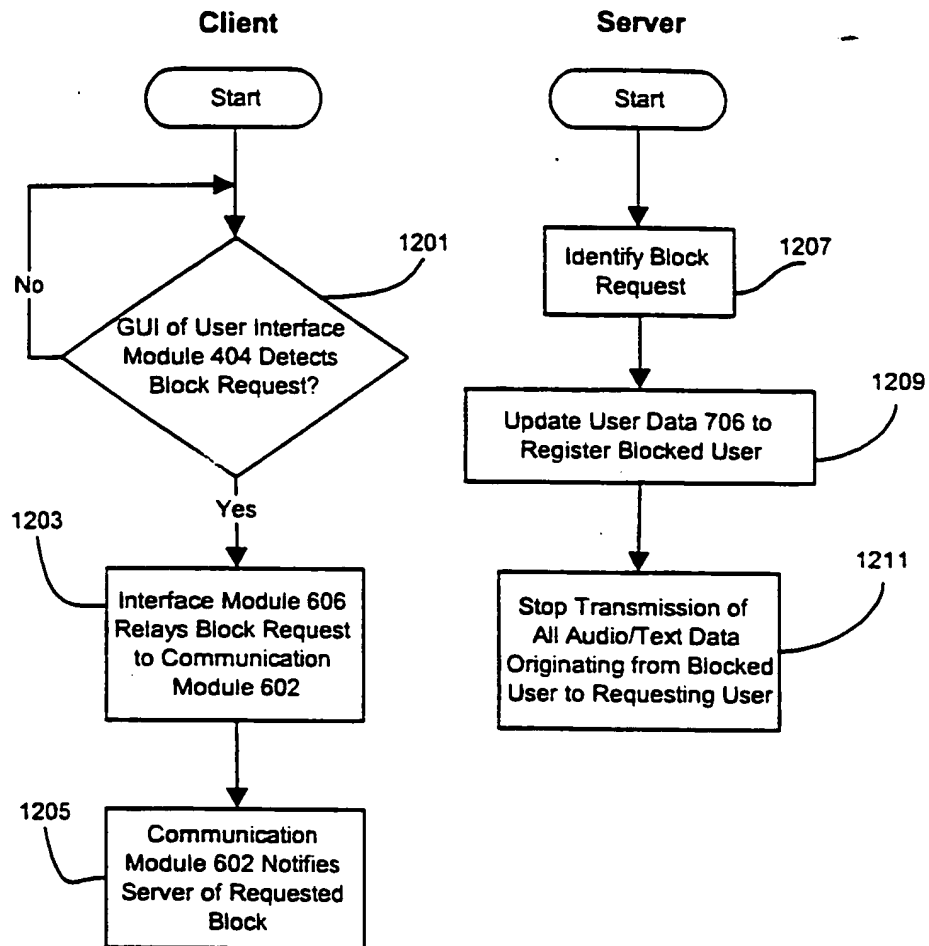 Client
Start
1201
No
GUI of User Interface
Module 404 Detects
Block Request?
Yes
1203
Interface Module 606
Relays Block Request
to Communication
Module 602
1205
Communication
Module 602 Notifies
Server of Requested
Block
Server
Start
1207
Identify Block
Request
1209
Update User Data 706 to
Register Blocked User
1211
Stop Transmission of
All Audio/Text Data
Originating from Blocked
User to Requesting User